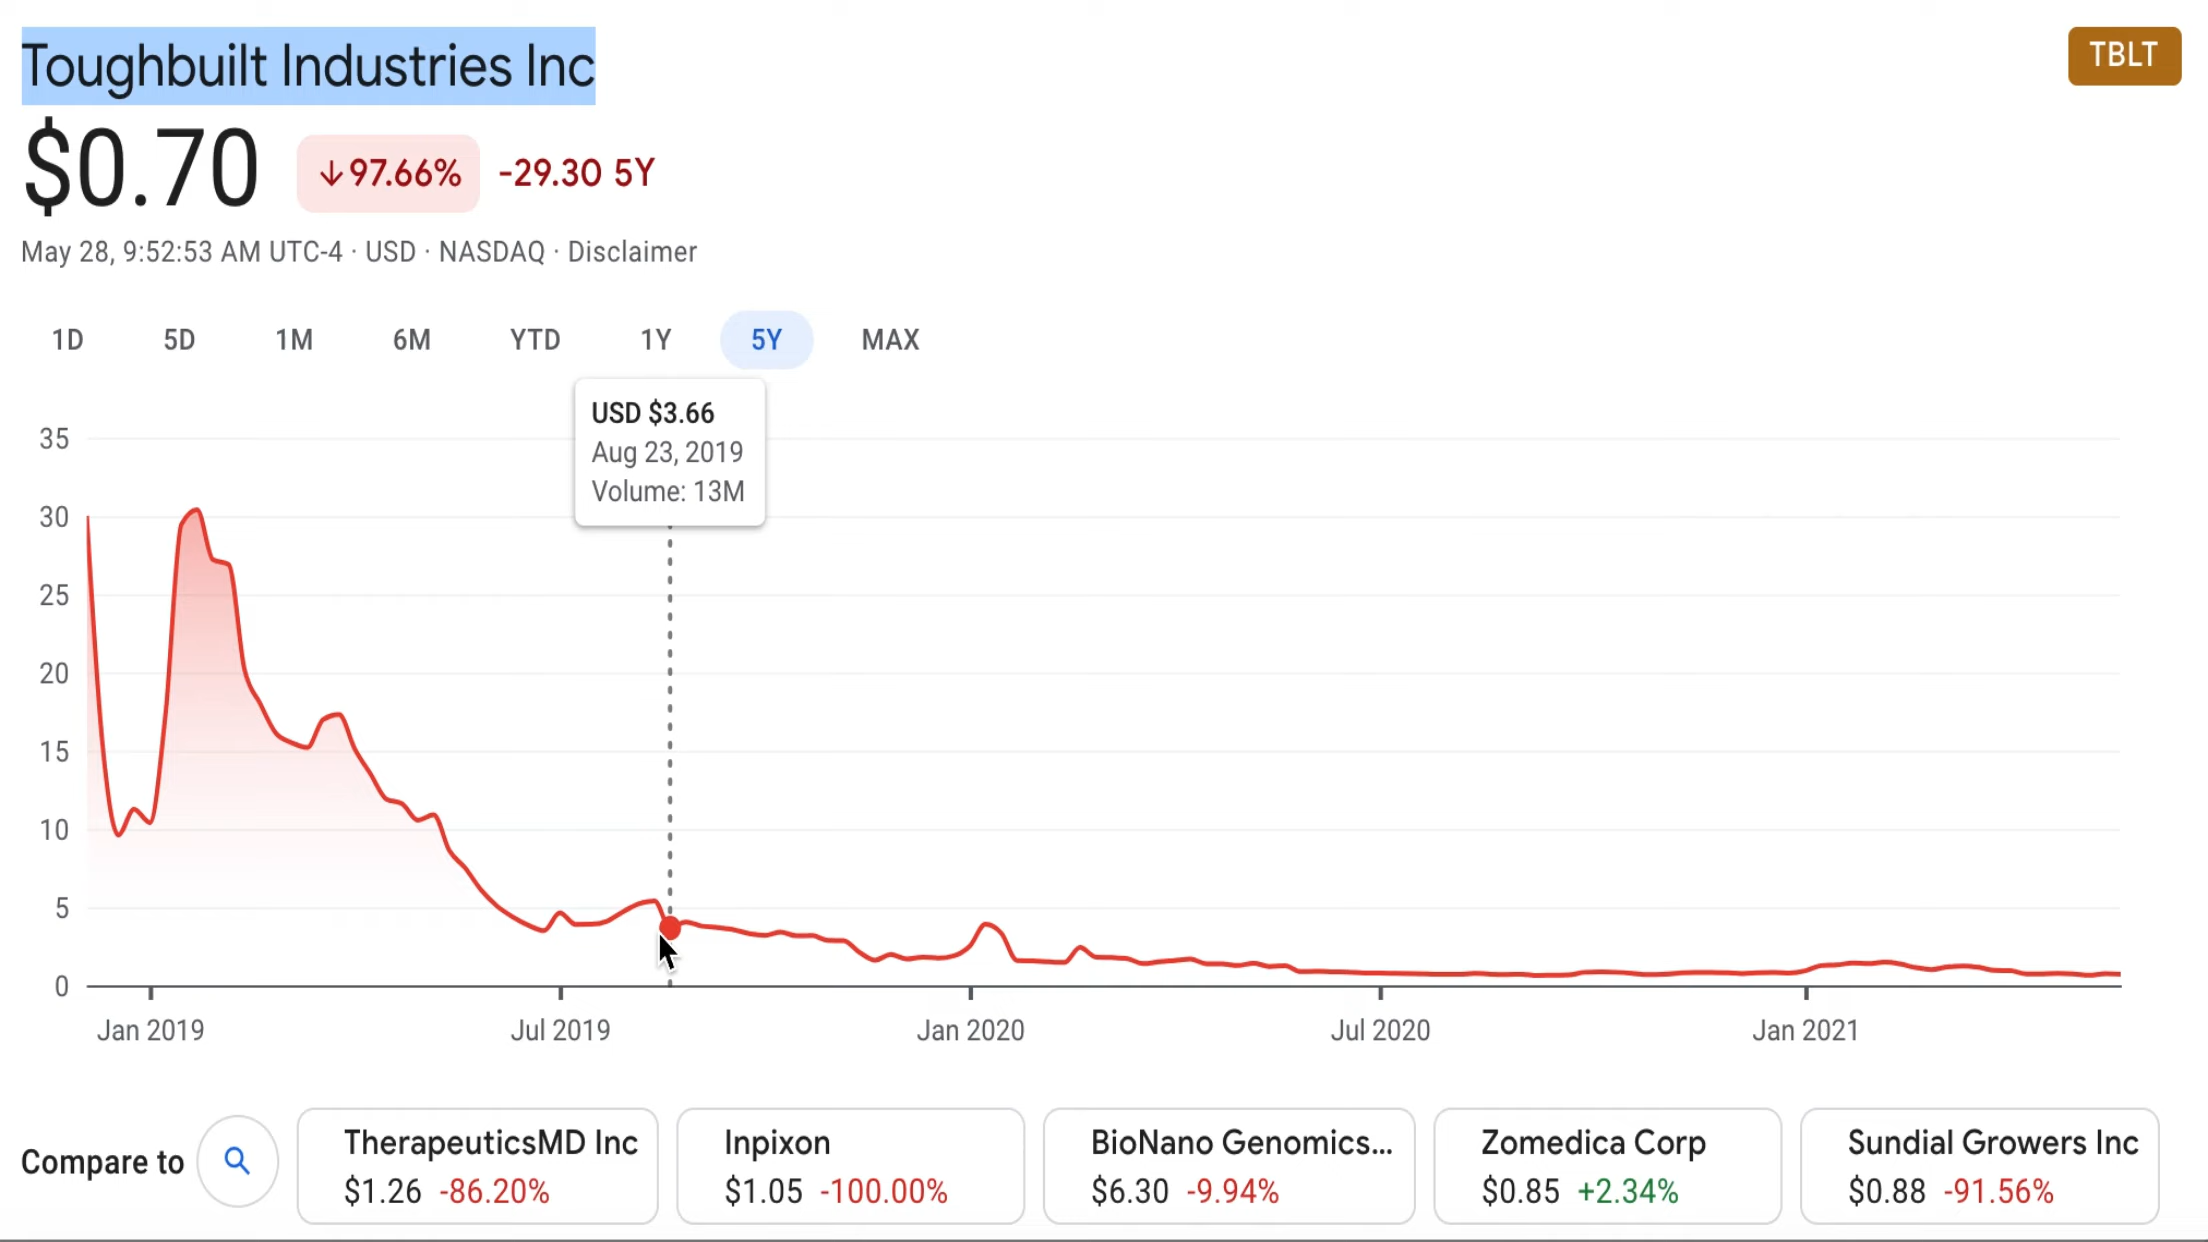 Toughbuilt Industries Inc
TBLT
$0.70 ↓97.66% -29.30 5Y
May 28, 9:52:53 AM UTC-4 · USD · NASDAQ · Disclaimer
1D 5D 1M 6M YTD 1Y 5Y MAX
USD $3.66
Aug 23, 2019
Volume: 13M
35
30
25
20
15
10
5
0
Jan 2019 Jul 2019 Jan 2020 Jul 2020 Jan 2021
Compare to
TherapeuticsMD Inc
$1.26 -86.20%
Inpixon
$1.05 -100.00%
BioNano Genomics...
$6.30 -9.94%
Zomedica Corp
$0.85 +2.34%
Sundial Growers Inc
$0.88 -91.56%